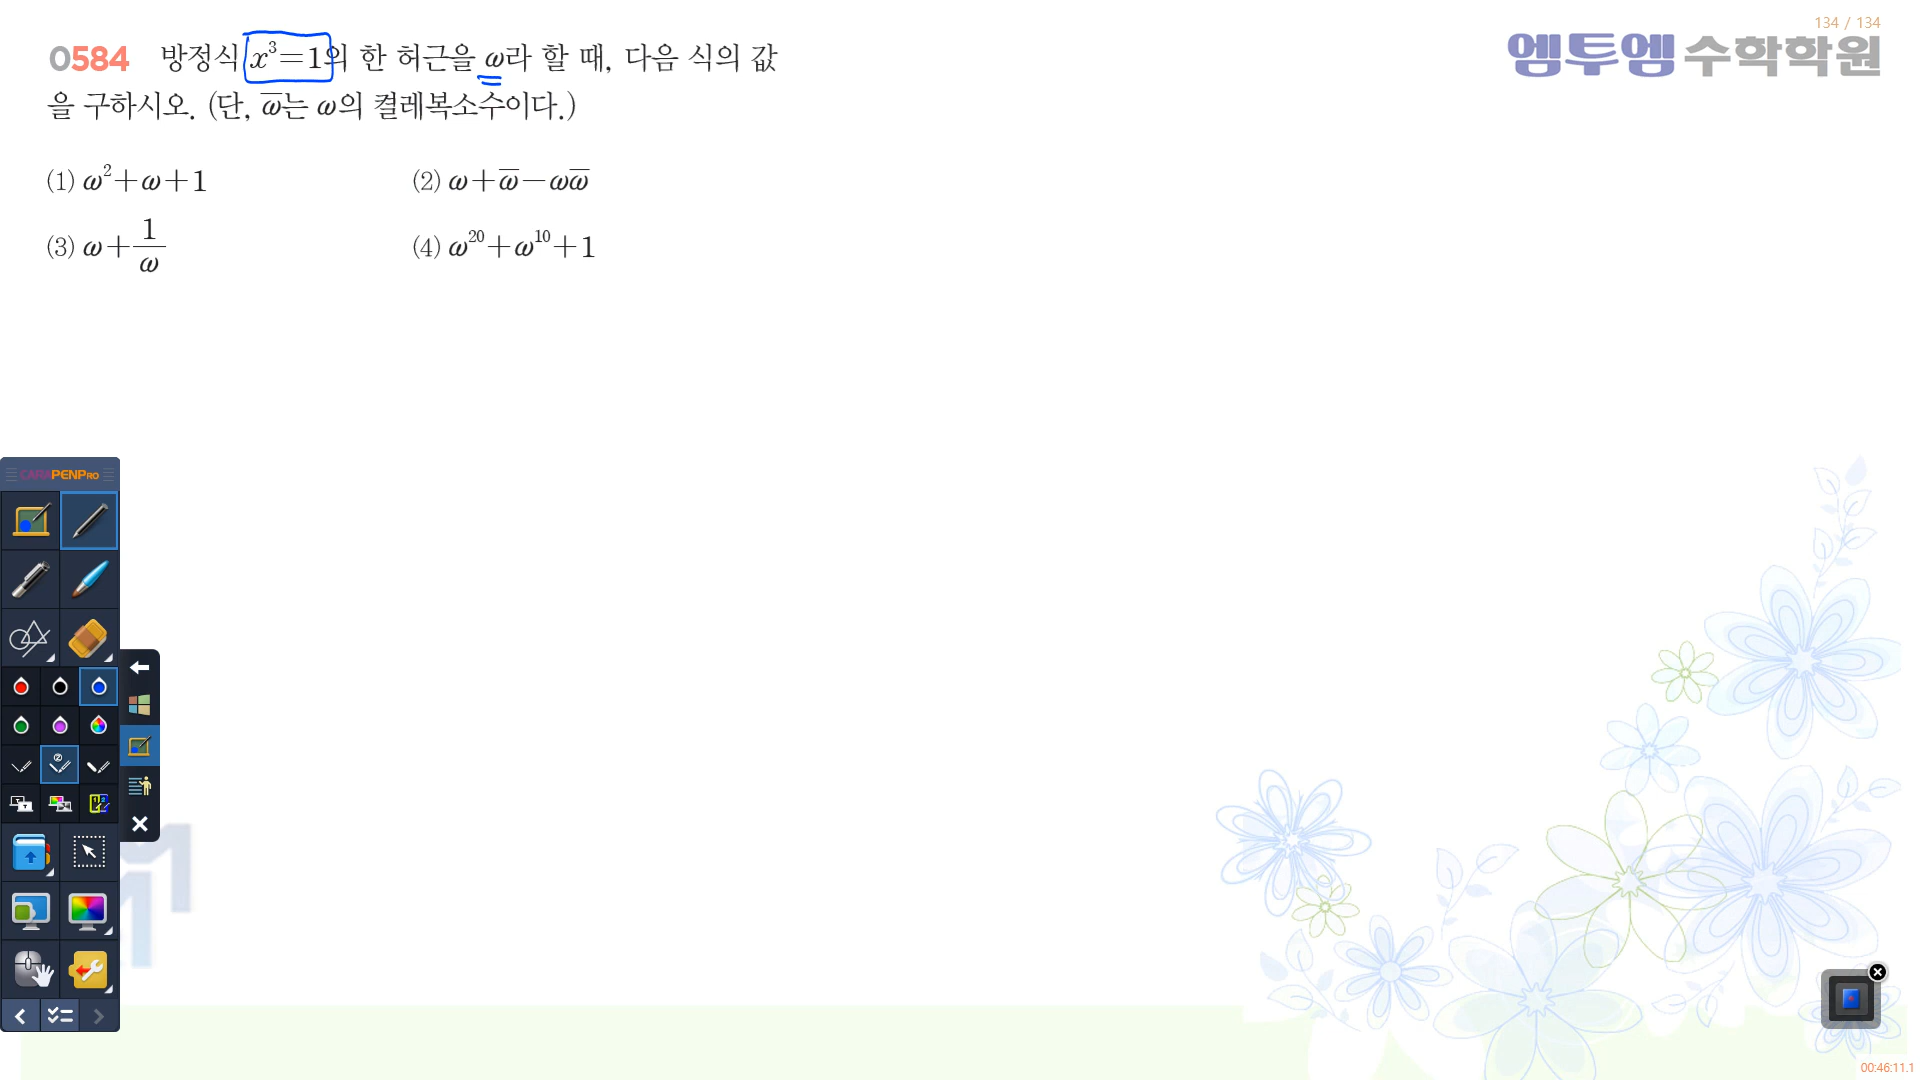 134 / 134
엠투엠 수학학원
0584 방정식 x³=1의 한 허근을 ω라 할 때, 다음 식의 값
을 구하시오. (단, ω̅는 ω의 켤레복소수이다.)
(1) ω²+ω+1 (2) ω+ω̅-ωω̅
(3) ω+1/ω (4) ω²⁰+ω¹⁰+1
CARAPENPRO
②
00:46:11.1